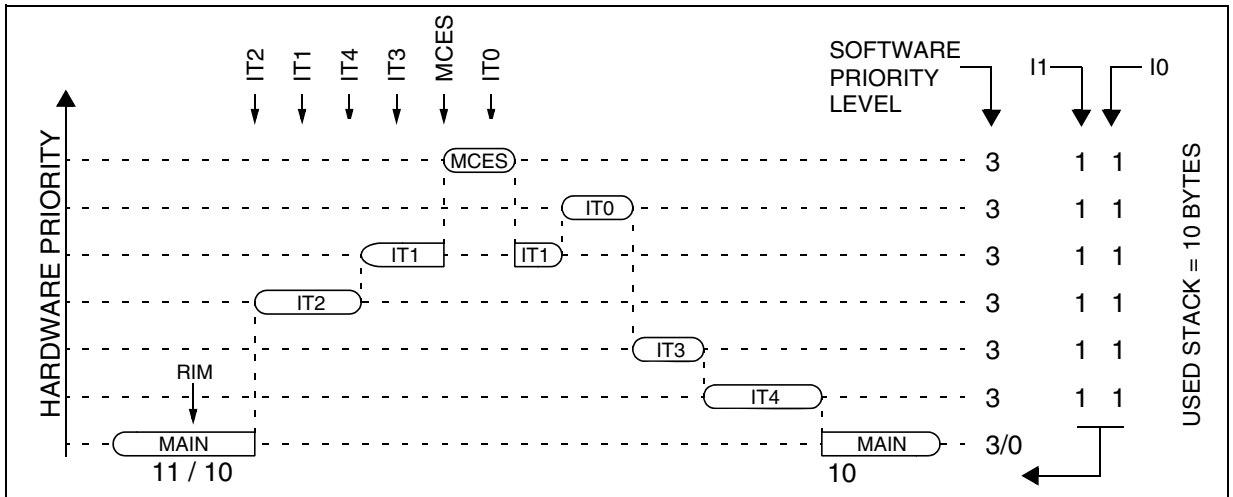 IT2
IT1
IT4
IT3
MCES
IT0
SOFTWARE
PRIORITY
LEVEL
I1
I0
HARDWARE PRIORITY
MCES
3
1 1
IT0
3
1 1
IT1
IT1
3
1 1
IT2
3
1 1
IT3
3
1 1
RIM
IT4
3
1 1
MAIN
MAIN
3/0
11 / 10
10
USED STACK = 10 BYTES